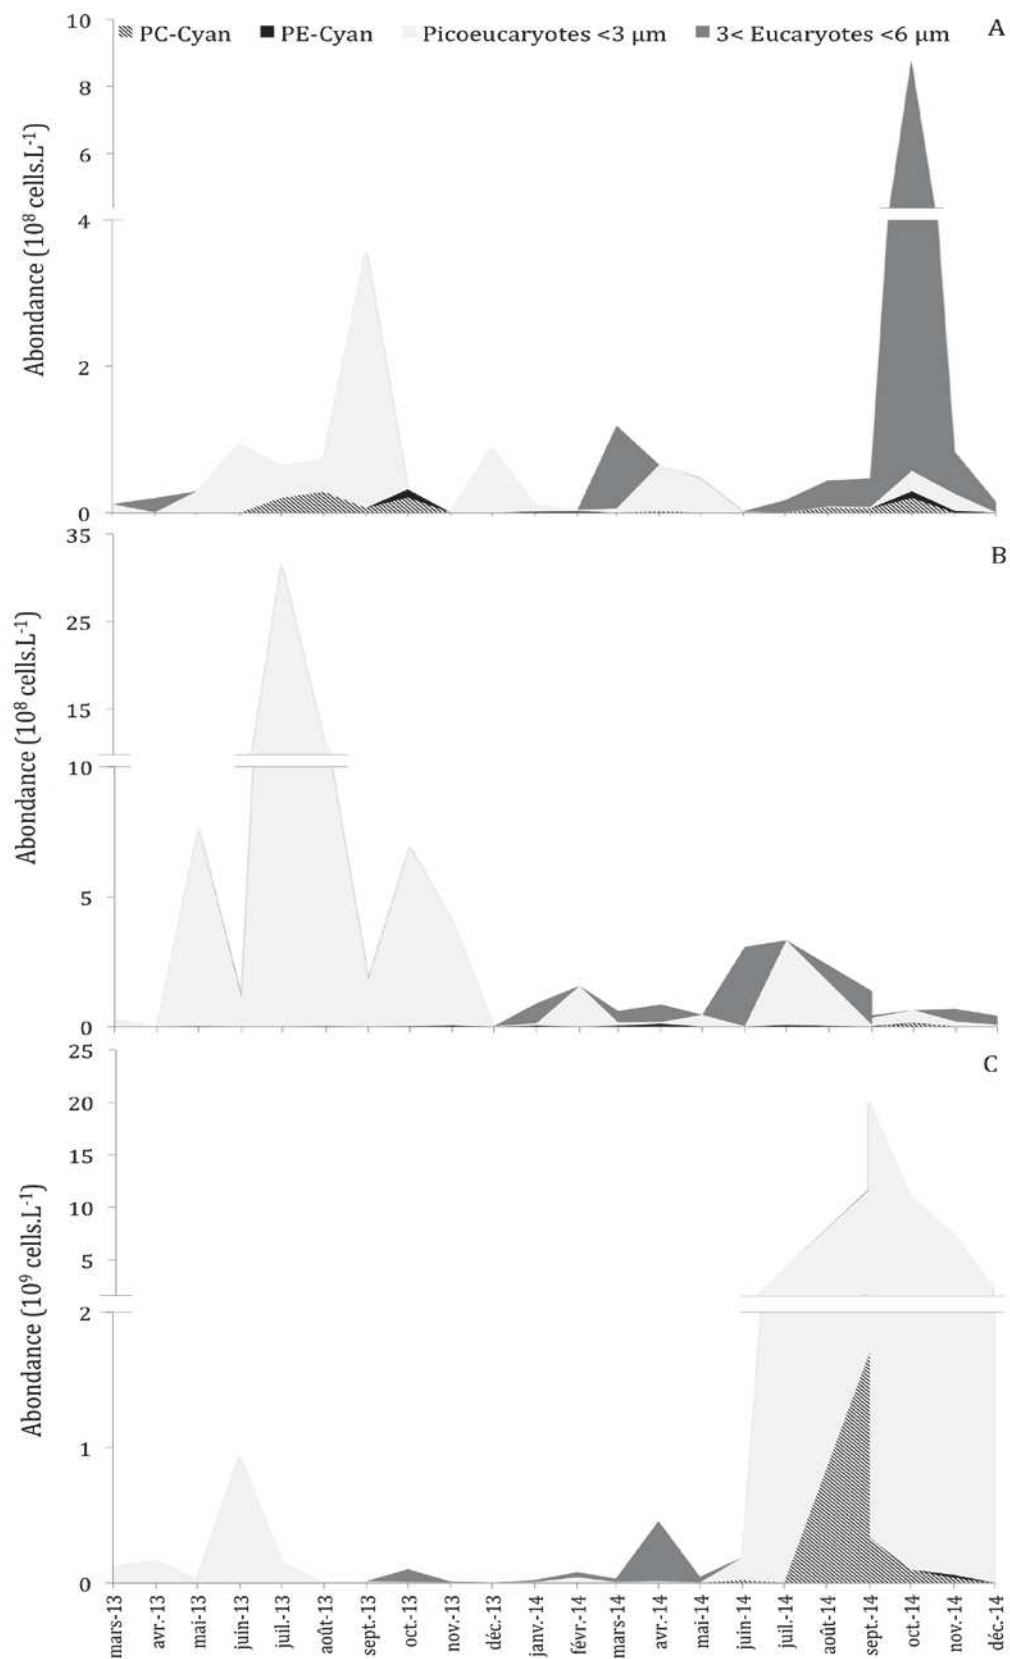 PC-Cyan PE-Cyan Picoeucaryotes <3 µm 3< Eucaryotes <6 µm A
Abondance (10⁸ cells.L⁻¹)
10
8
6
4
2
0
B
Abondance (10⁸ cells.L⁻¹)
35
25
15
10
5
0
C
Abondance (10⁹ cells.L⁻¹)
25
20
15
10
5
2
1
0
mars-13 avr.-13 mai-13 juin-13 juil.-13 août-13 sept.-13 oct.-13 nov.-13 déc.-13 janv.-14 févr.-14 mars-14 avr.-14 mai-14 juin-14 juil.-14 août-14 sept.-14 oct.-14 nov.-14 déc.-14